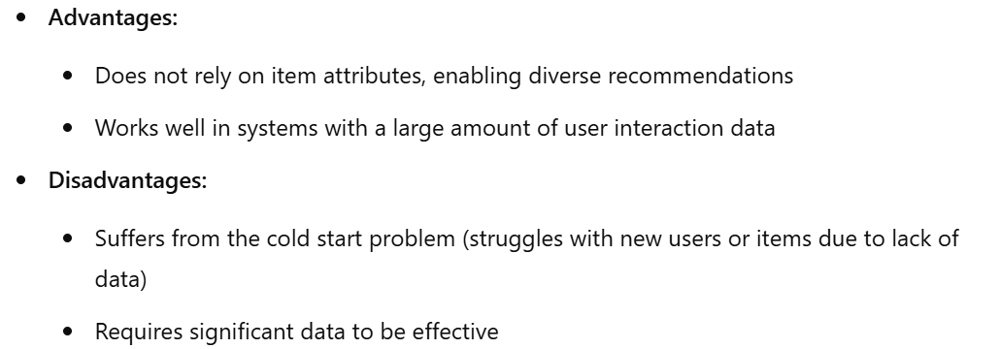 • Advantages:
• Does not rely on item attributes, enabling diverse recommendations
• Works well in systems with a large amount of user interaction data
• Disadvantages:
• Suffers from the cold start problem (struggles with new users or items due to lack of
data)
• Requires significant data to be effective